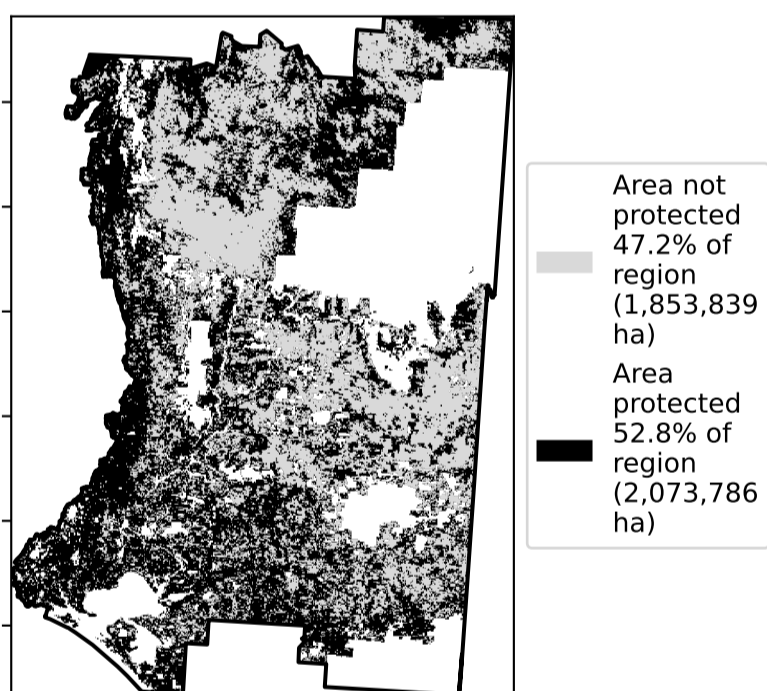 Area not
protected
47.2% of
region
(1,853,839
ha)
Area
protected
52.8% of
region
(2,073,786
ha)